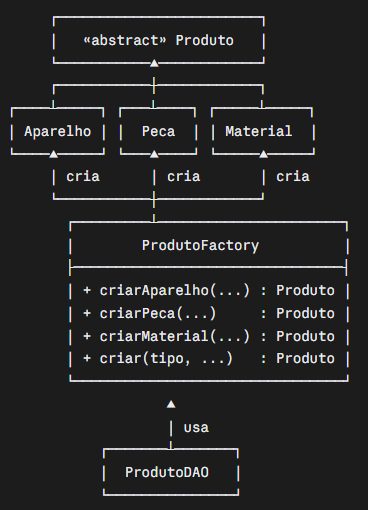 «abstract» Produto
Aparelho Peca Material
cria cria cria
ProdutoFactory
+ criarAparelho(...) : Produto
+ criarPeca(...) : Produto
+ criarMaterial(...) : Produto
+ criar(tipo, ...) : Produto
usa
ProdutoDAO